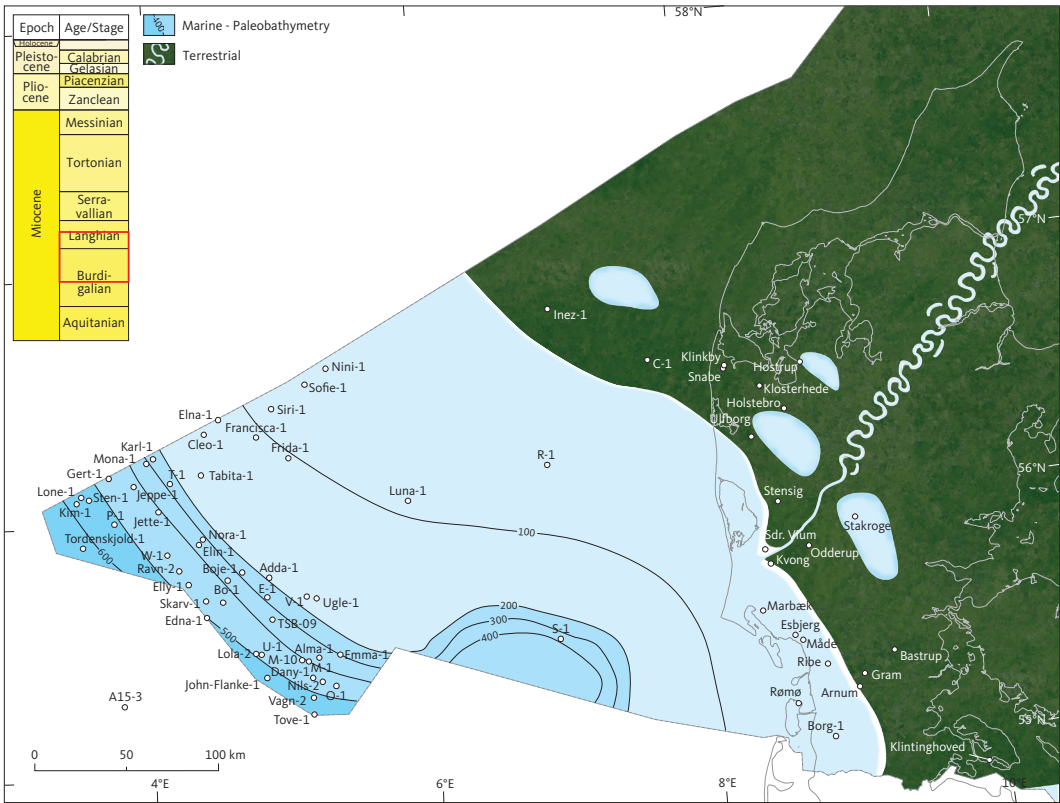 Epoch Age/Stage
Holocene
Pleisto-
cene
Calabrian
Gelasian
Plio-
cene
Piacenzian
Zanclean
Miocene
Messinian
Tortonian
Serra-
vallian
Langhian
Burdi-
galian
Aquitanian
400
Marine - Paleobathymetry
Terrestrial
58°N
57°N
Inez-1
C-1
Klinkby
Snabe
Høstrup
Klosterhede
Holstebro
Ulfborg
Nini-1
Sofie-1
Siri-1
Elna-1
Francisca-1
Cleo-1
Frida-1
Karl-1
Mona-1
R-1
56°N
Gert-1
T-1
Tabita-1
Lone-1
Sten-1
Jeppe-1
Luna-1
Stensig
Kim-1
P-1
Jette-1
Stakroge
Tordenskjold-1
Nora-1
100
Sdr. Vium
Elin-1
Odderup
600
W-1
Kvong
Ravn-2
Boje-1
Adda-1
Elly-1
Bo-1
E-1
V-1
Ugle-1
Skarv-1
200
Marbæk
Edna-1
TSB-09
300
S-1
Esbjerg
500
400
Måde
Lola-2
U-1
Alma-1
Emma-1
Bastrup
M-10
M-1
Ribe
Dany-1
Gram
John-Flanke-1
Nils-2
O-1
Arnum
A15-3
Vagn-2
Rømø
Tove-1
55°N
Borg-1
Klintinghoved
0 50 100 km
4°E
6°E
8°E
10°E